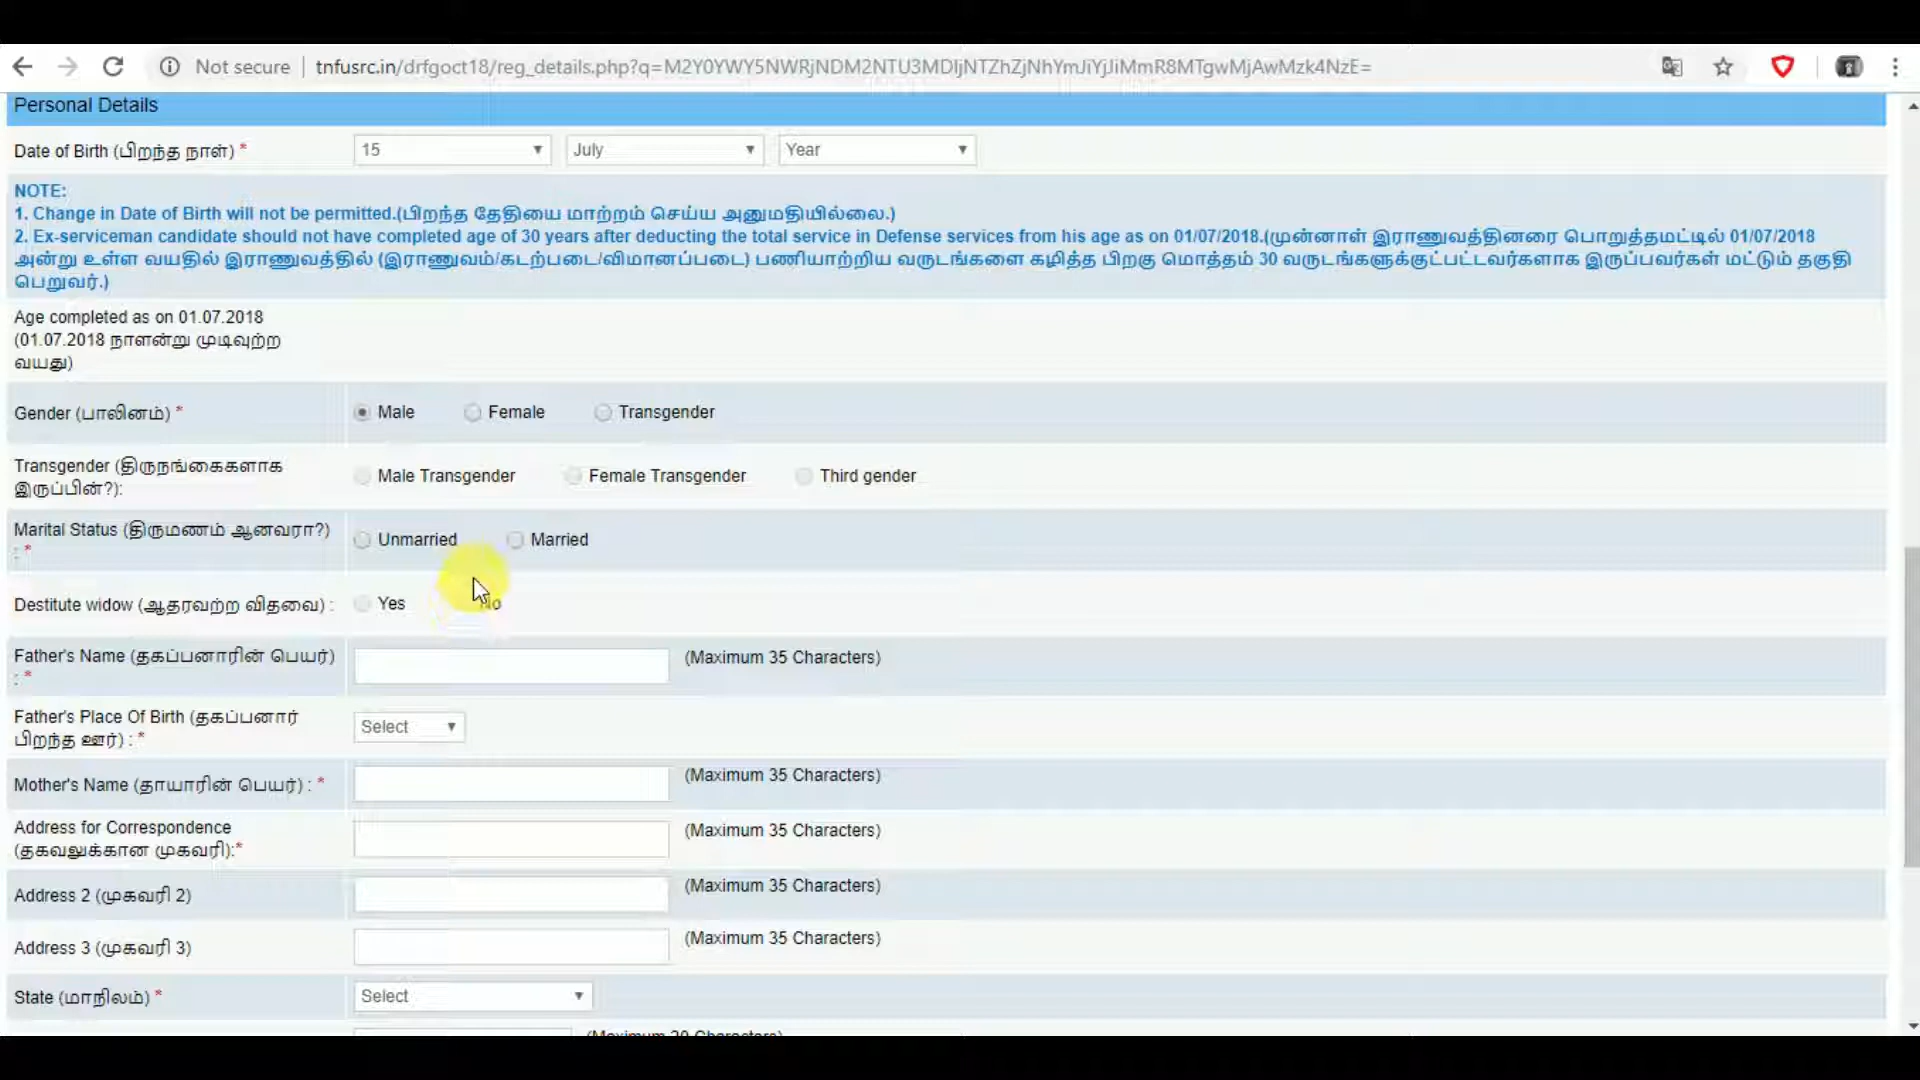 Not secure | tnfusrc.in/drfgoct18/reg_details.php?q=M2Y0YWY5NWRjNDM2NTU3MDljNTZhZjNhYmJiYjJiMmR8MTgwMjAwMzk4NzE=
Personal Details
Date of Birth (பிறந்த நாள்) * 15 July Year
NOTE:
1. Change in Date of Birth will not be permitted.(பிறந்த தேதியை மாற்றம் செய்ய அனுமதியில்லை.)
2. Ex-serviceman candidate should not have completed age of 30 years after deducting the total service in Defense services from his age as on 01/07/2018.(முன்னாள் இராணுவத்தினரை பொறுத்தமட்டில் 01/07/2018
அன்று உள்ள வயதில் இராணுவத்தில் (இராணுவம்/கடற்படை/விமானப்படை) பணியாற்றிய வருடங்களை கழித்த பிறகு மொத்தம் 30 வருடங்களுக்குட்பட்டவர்களாக இருப்பவர்கள் மட்டும் தகுதி
பெறுவர்.)
Age completed as on 01.07.2018
(01.07.2018 நாளன்று முடிவுற்ற
வயது)
Gender (பாலினம்) * Male Female Transgender
Transgender (திருநங்கைகளாக
இருப்பின்?): Male Transgender Female Transgender Third gender
Marital Status (திருமணம் ஆனவரா?)
: * Unmarried Married
Destitute widow (ஆதரவற்ற விதவை) : Yes No
Father's Name (தகப்பனாரின் பெயர்)
: * (Maximum 35 Characters)
Father's Place Of Birth (தகப்பனார்
பிறந்த ஊர்) : * Select
Mother's Name (தாயாரின் பெயர்) : * (Maximum 35 Characters)
Address for Correspondence
(தகவலுக்கான முகவரி):* (Maximum 35 Characters)
Address 2 (முகவரி 2) (Maximum 35 Characters)
Address 3 (முகவரி 3) (Maximum 35 Characters)
State (மாநிலம்) * Select